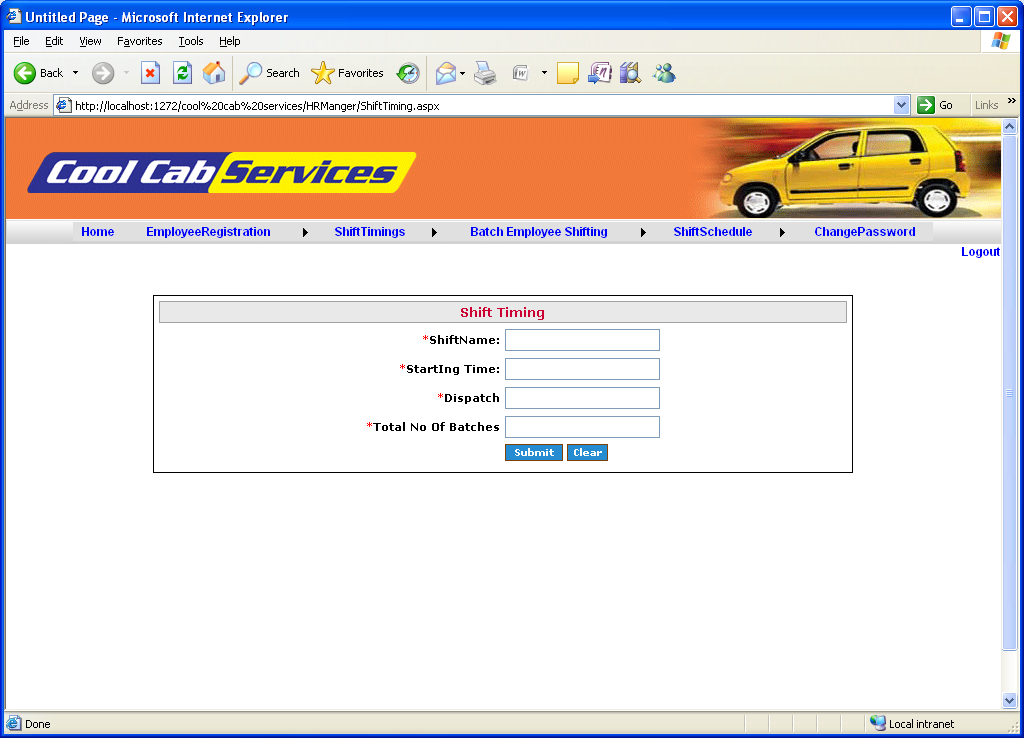 Untitled Page - Microsoft Internet Explorer
File Edit View Favorites Tools Help
Back Search Favorites
Address http://localhost:1272/cool%20cab%20services/HRManger/ShiftTiming.aspx Go Links »
Cool Cab Services
Home EmployeeRegistration ShiftTimings Batch Employee Shifting ShiftSchedule ChangePassword
Logout
Shift Timing
*ShiftName:
*StartIng Time:
*Dispatch
*Total No Of Batches
Submit Clear
Done Local intranet